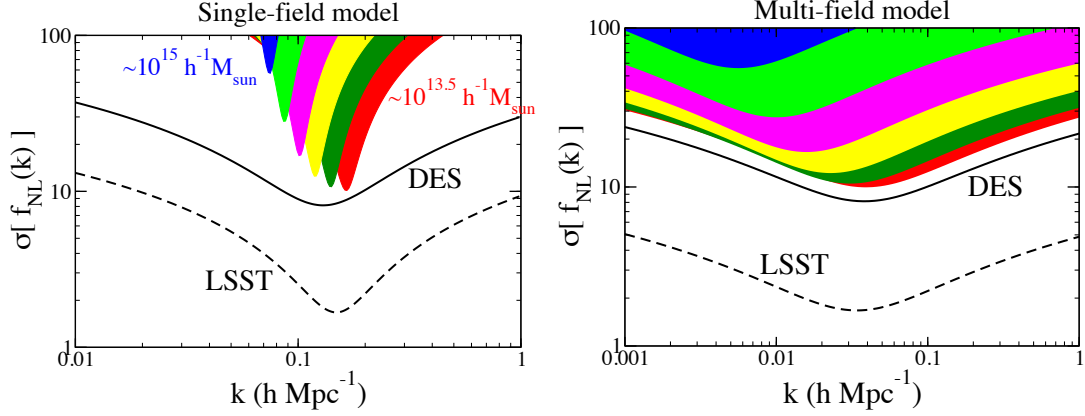 Single-field model
100
10
1
σ[ f_NL(k) ]
~10^15 h^-1 M_sun
~10^13.5 h^-1 M_sun
DES
LSST
0.01
0.1
1
k (h Mpc^-1)
Multi-field model
100
10
1
σ[ f_NL(k) ]
DES
LSST
0.001
0.01
0.1
1
k (h Mpc^-1)